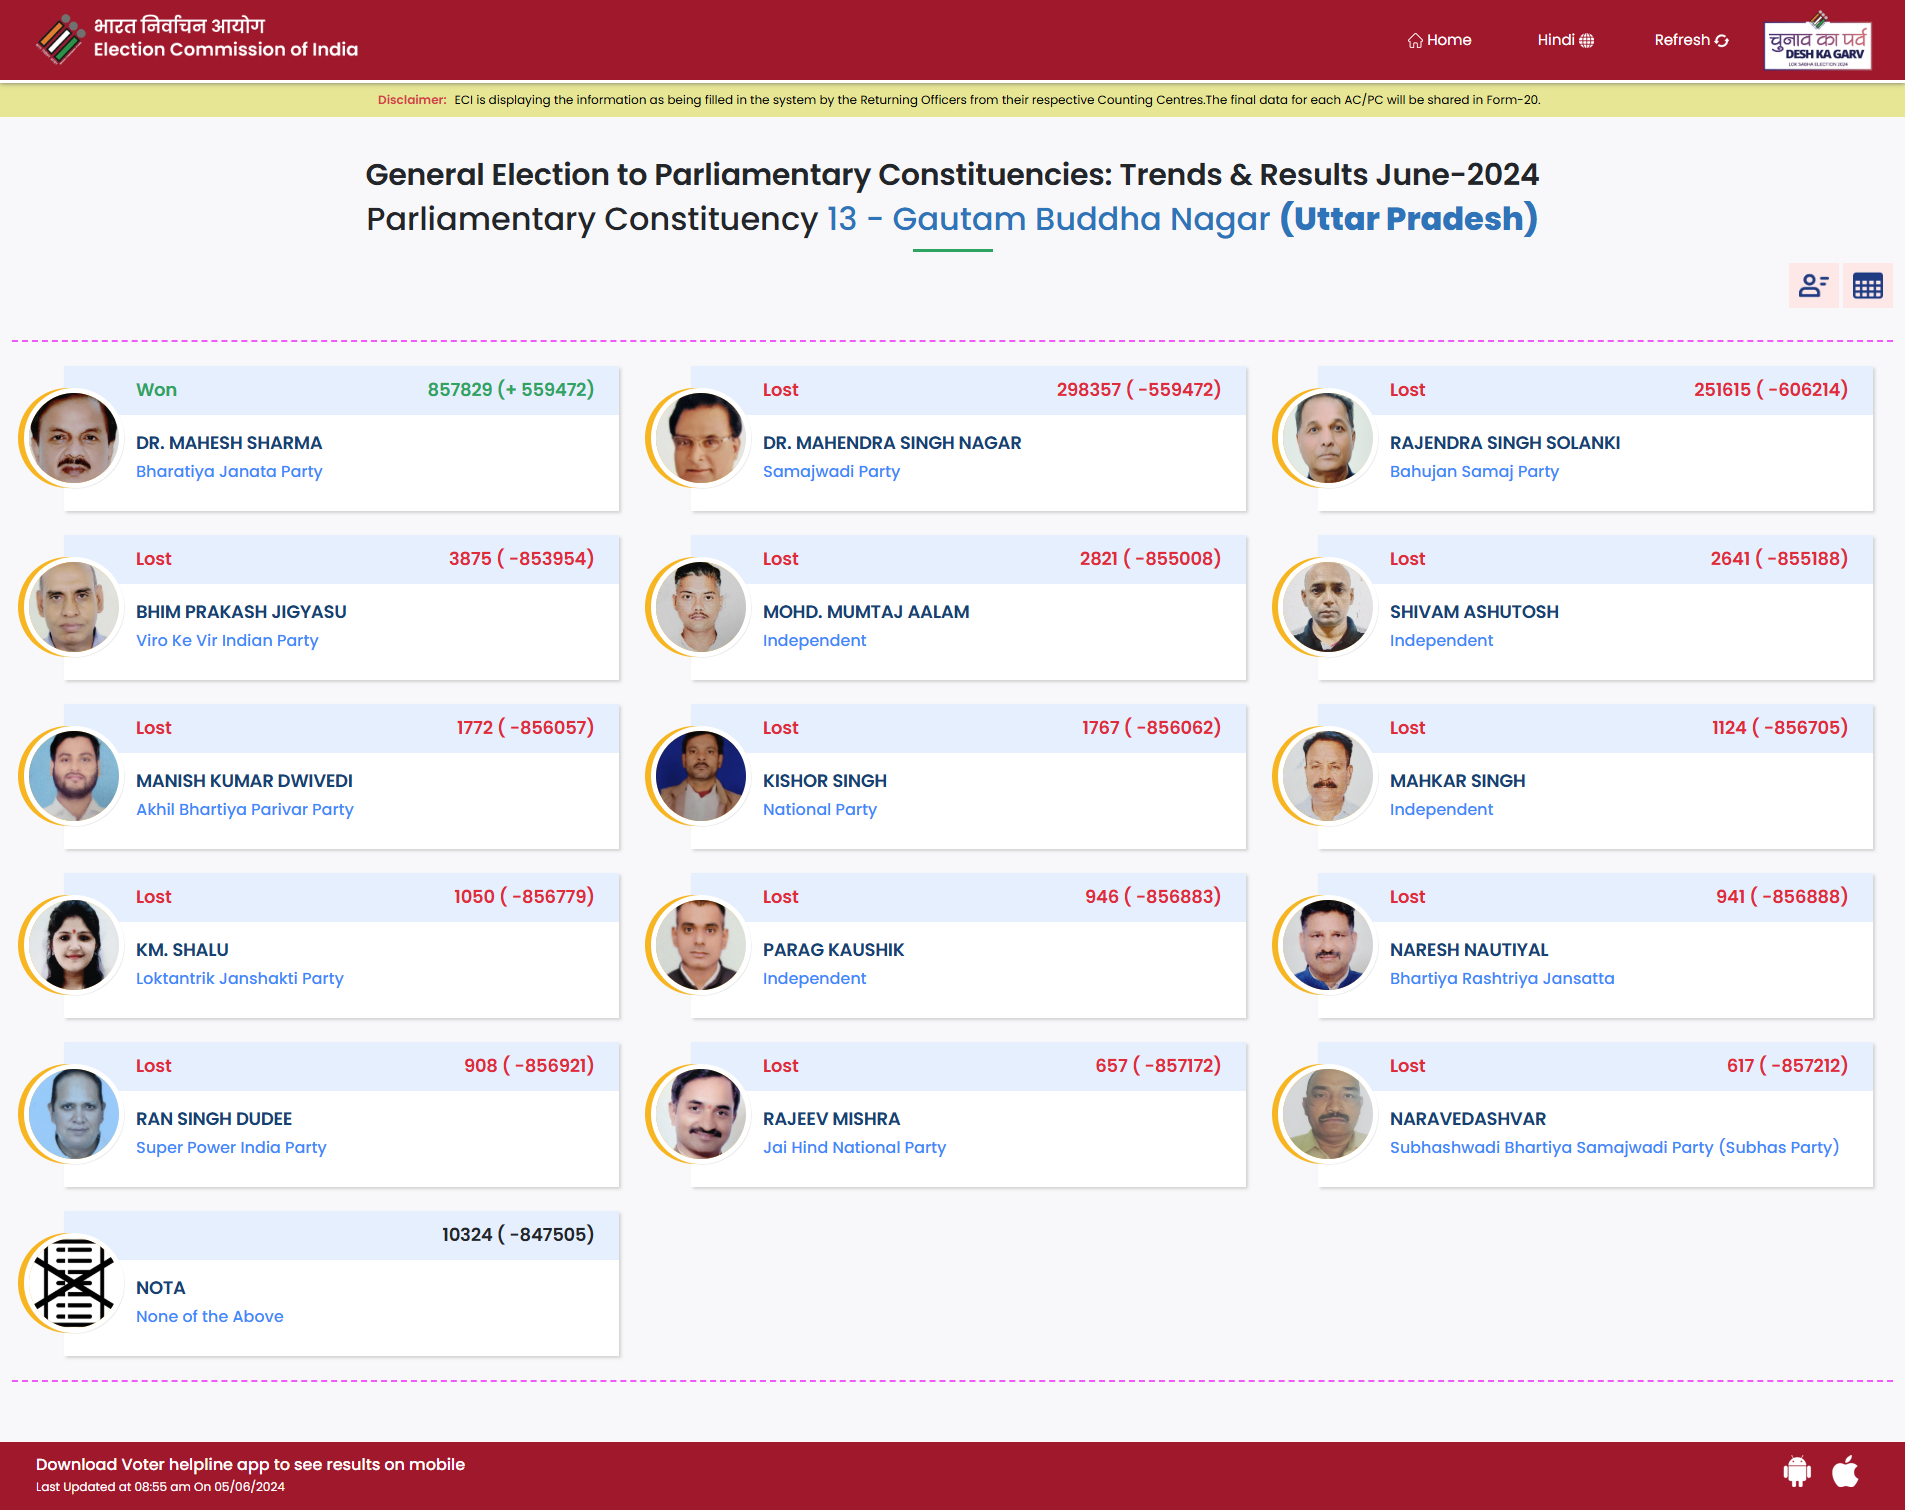 भारत निर्वाचन आयोग
Election Commission of India
Home
Hindi
Refresh
चुनाव का पर्व
DESH KA GARV
LOK SABHA ELECTION 2024
Disclaimer: ECI is displaying the information as being filled in the system by the Returning Officers from their respective Counting Centres.The final data for each AC/PC will be shared in Form-20.
General Election to Parliamentary Constituencies: Trends & Results June-2024
Parliamentary Constituency 13 - Gautam Buddha Nagar (Uttar Pradesh)
Won 857829 (+ 559472)
DR. MAHESH SHARMA
Bharatiya Janata Party
Lost 298357 ( -559472)
DR. MAHENDRA SINGH NAGAR
Samajwadi Party
Lost 251615 ( -606214)
RAJENDRA SINGH SOLANKI
Bahujan Samaj Party
Lost 3875 ( -853954)
BHIM PRAKASH JIGYASU
Viro Ke Vir Indian Party
Lost 2821 ( -855008)
MOHD. MUMTAJ AALAM
Independent
Lost 2641 ( -855188)
SHIVAM ASHUTOSH
Independent
Lost 1772 ( -856057)
MANISH KUMAR DWIVEDI
Akhil Bhartiya Parivar Party
Lost 1767 ( -856062)
KISHOR SINGH
National Party
Lost 1124 ( -856705)
MAHKAR SINGH
Independent
Lost 1050 ( -856779)
KM. SHALU
Loktantrik Janshakti Party
Lost 946 ( -856883)
PARAG KAUSHIK
Independent
Lost 941 ( -856888)
NARESH NAUTIYAL
Bhartiya Rashtriya Jansatta
Lost 908 ( -856921)
RAN SINGH DUDEE
Super Power India Party
Lost 657 ( -857172)
RAJEEV MISHRA
Jai Hind National Party
Lost 617 ( -857212)
NARAVEDASHVAR
Subhashwadi Bhartiya Samajwadi Party (Subhas Party)
10324 ( -847505)
NOTA
None of the Above
Download Voter helpline app to see results on mobile
Last Updated at 08:55 am On 05/06/2024